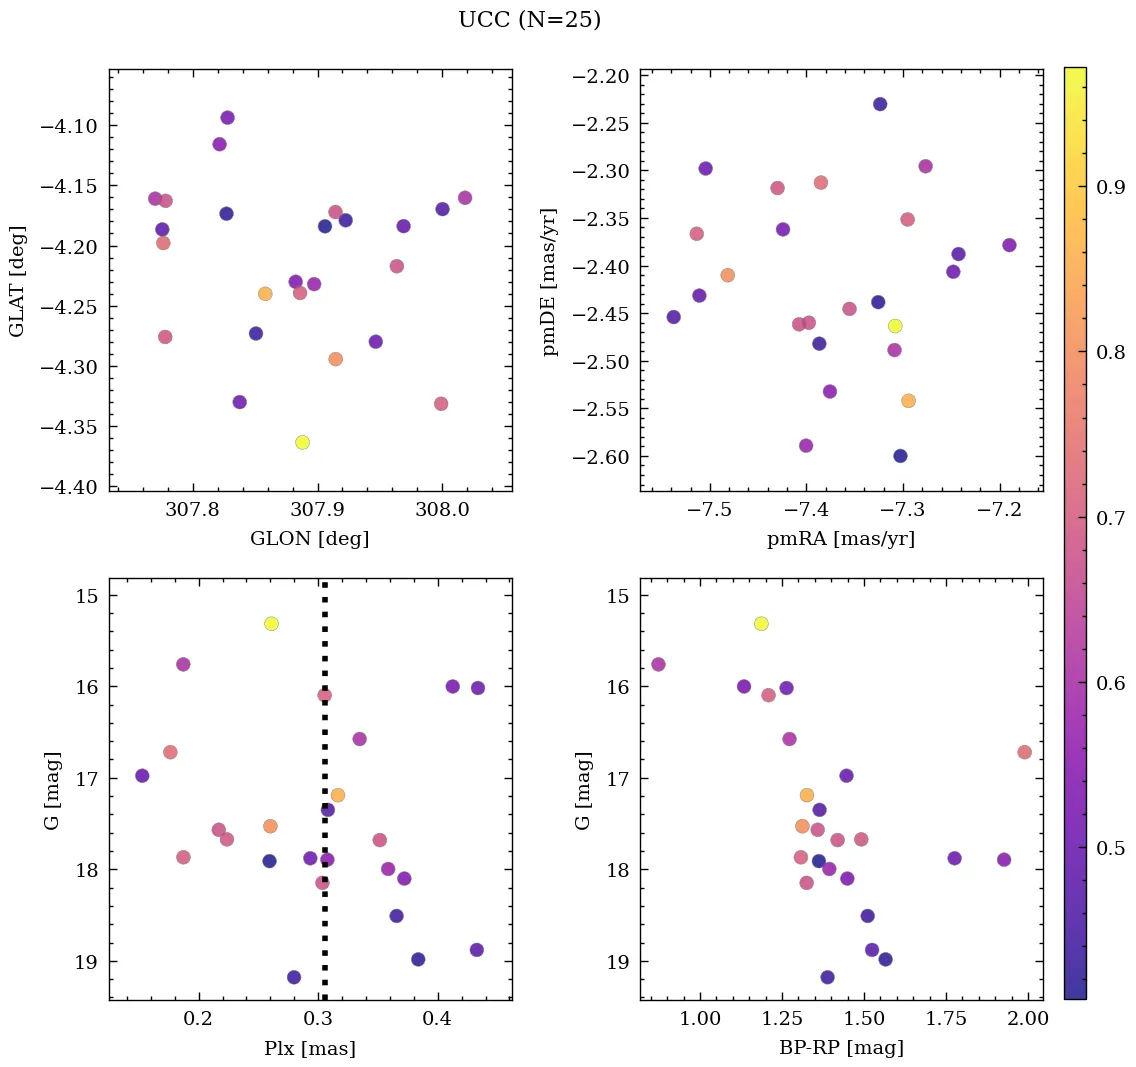 UCC (N=25)
−4.10
−4.15
−4.20
−4.25
−4.30
−4.35
−4.40
GLAT [deg]
307.8 307.9 308.0
GLON [deg]
−2.20
−2.25
−2.30
−2.35
−2.40
−2.45
−2.50
−2.55
−2.60
pmDE [mas/yr]
−7.5 −7.4 −7.3 −7.2
pmRA [mas/yr]
15
16
17
18
19
G [mag]
0.2 0.3 0.4
Plx [mas]
15
16
17
18
19
G [mag]
1.00 1.25 1.50 1.75 2.00
BP-RP [mag]
0.9
0.8
0.7
0.6
0.5